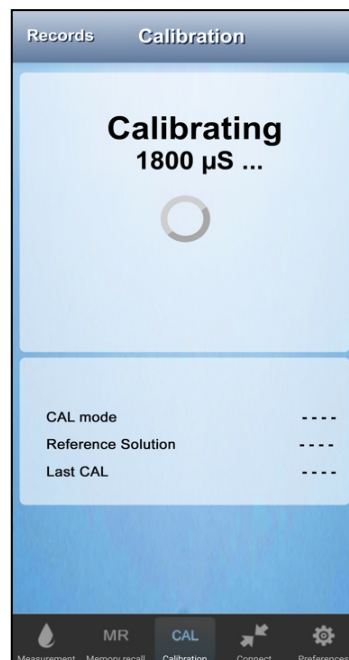 Records Calibration
Calibrating
1800 µS ...
CAL mode - - - -
Reference Solution - - - -
Last CAL - - - -
MR CAL
Measurement Memory recall Calibration Connect Preferences